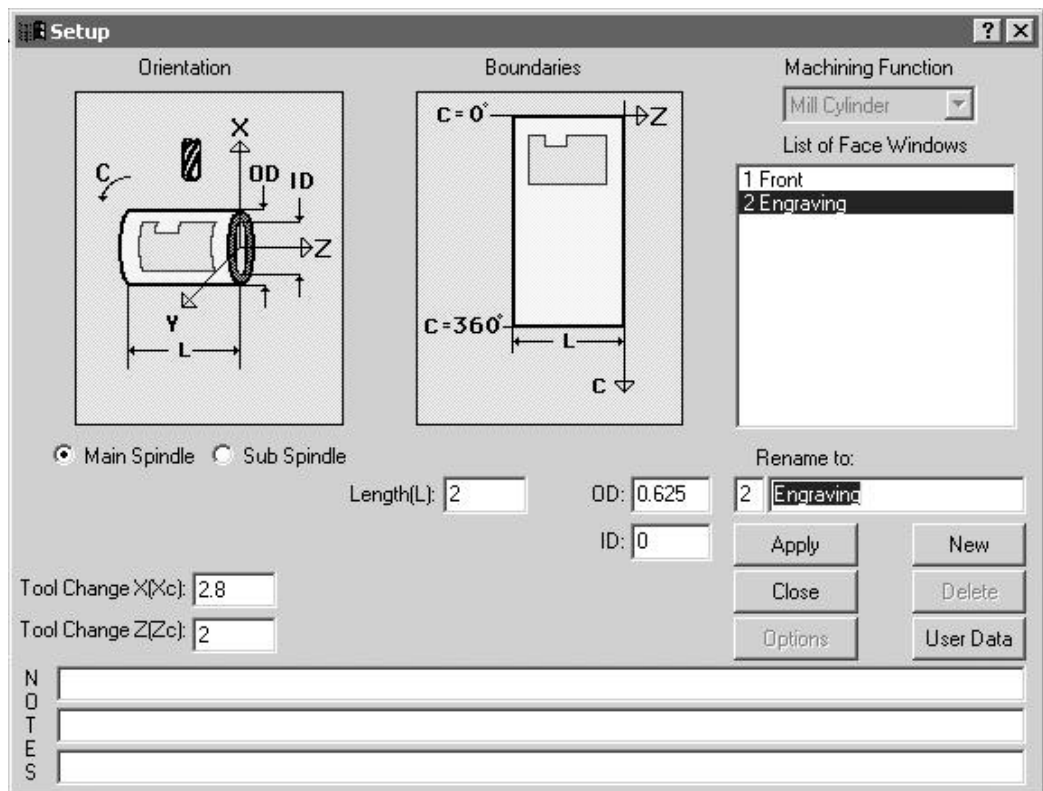 Setup
? X
Orientation
Boundaries
Machining Function
Mill Cylinder
List of Face Windows
1 Front
2 Engraving
X
C
OD
ID
Z
Y
L
C=0°
Z
C=360°
L
C
Main Spindle
Sub Spindle
Rename to:
Length(L): 2
OD: 0.625
2 Engraving
ID: 0
Apply
New
Tool Change X(Xc): 2.8
Close
Delete
Tool Change Z(Zc): 2
Options
User Data
NOTES